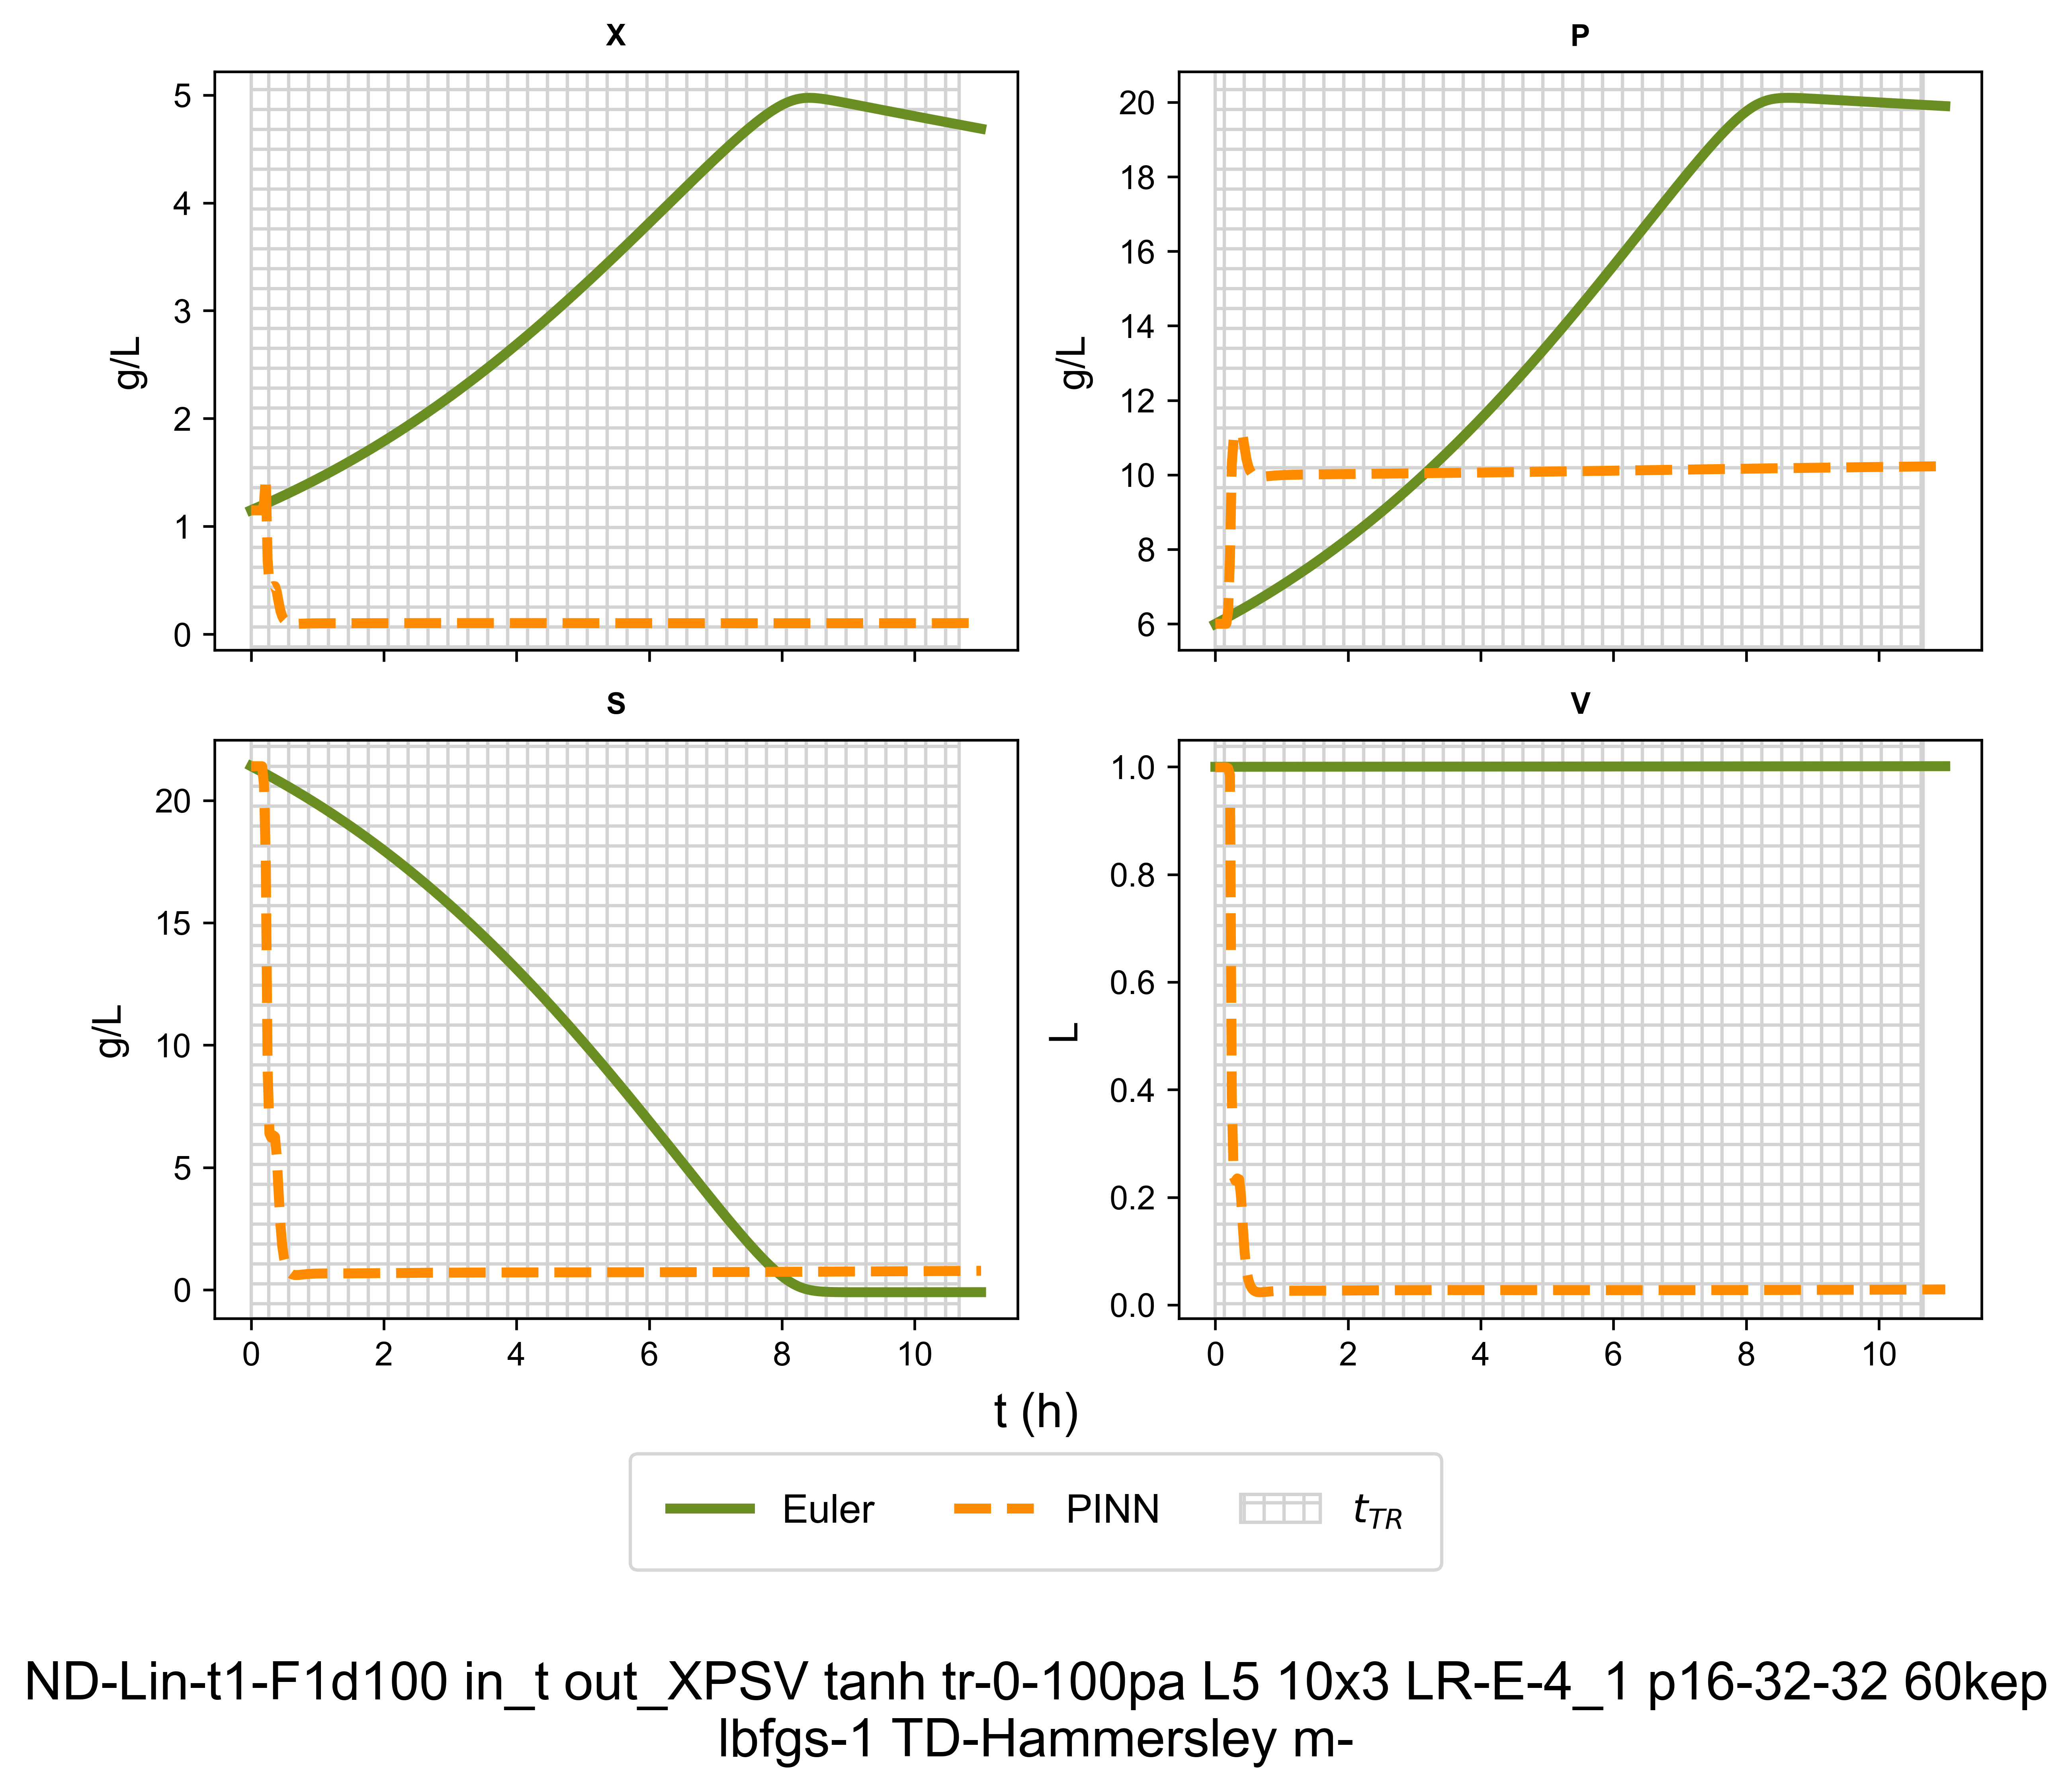 X
P
5
4
3
2
1
0
g/L
20
18
16
14
12
10
8
6
g/L
S
V
20
15
10
5
0
g/L
0 2 4 6 8 10
1.0
0.8
0.6
0.4
0.2
0.0
L
0 2 4 6 8 10
t (h)
Euler PINN t_TR
ND-Lin-t1-F1d100 in_t out_XPSV tanh tr-0-100pa L5 10x3 LR-E-4_1 p16-32-32 60kep
lbfgs-1 TD-Hammersley m-